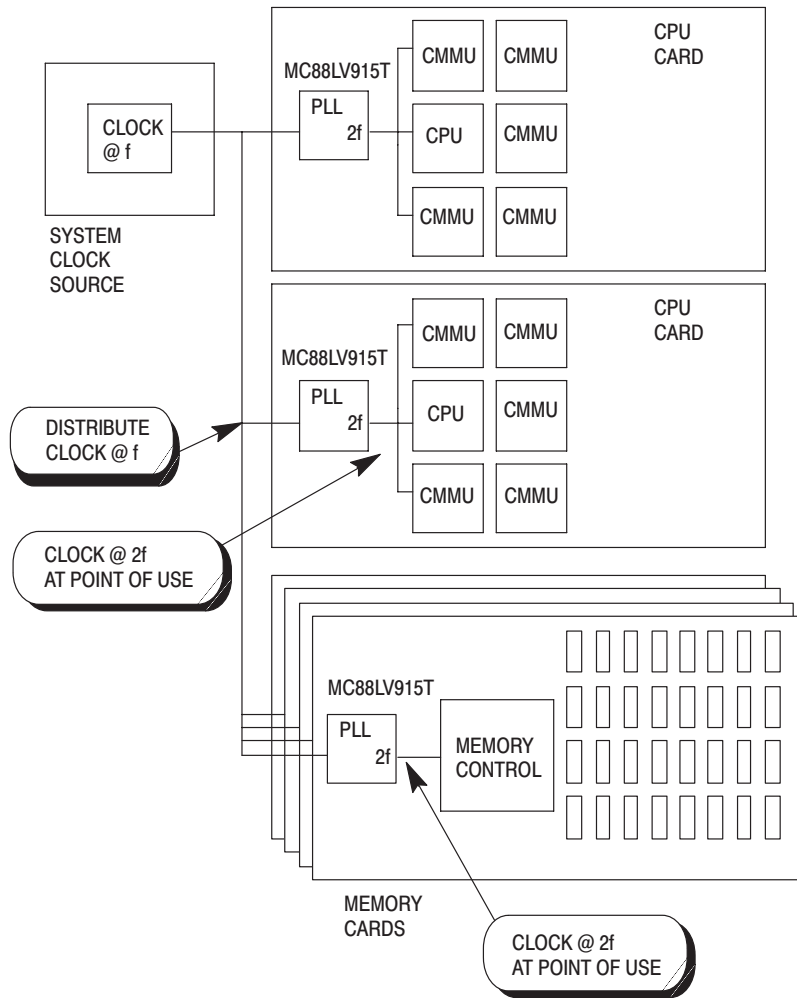 CPU
CARD
CMMU CMMU
MC88LV915T
PLL
2f
CLOCK
@ f
CPU CMMU
CMMU CMMU
SYSTEM
CLOCK
SOURCE
CPU
CARD
CMMU CMMU
MC88LV915T
PLL
2f
CPU CMMU
CMMU CMMU
DISTRIBUTE
CLOCK @ f
CLOCK @ 2f
AT POINT OF USE
MC88LV915T
PLL
2f
MEMORY
CONTROL
MEMORY
CARDS
CLOCK @ 2f
AT POINT OF USE